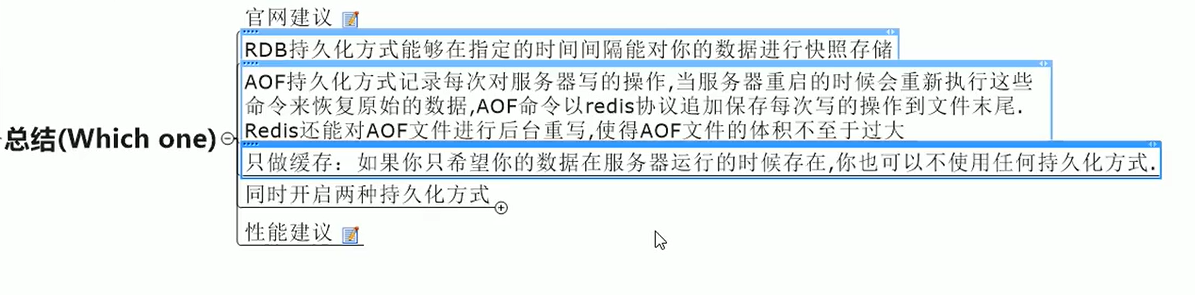 官网建议
RDB持久化方式能够在指定的时间间隔能对你的数据进行快照存储
AOF持久化方式记录每次对服务器写的操作,当服务器重启的时候会重新执行这些
命令来恢复原始的数据,AOF命令以redis协议追加保存每次写的操作到文件末尾.
Redis还能对AOF文件进行后台重写,使得AOF文件的体积不至于过大
总结(Which one)
只做缓存：如果你只希望你的数据在服务器运行的时候存在,你也可以不使用任何持久化方式.
同时开启两种持久化方式
性能建议